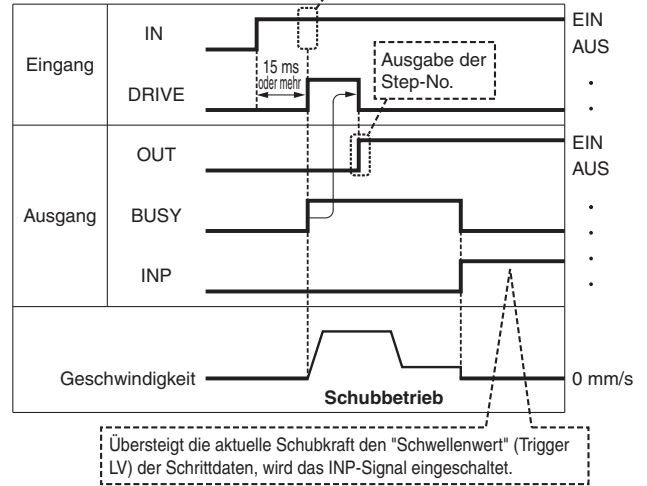 Eingang
IN
EIN
AUS
15 ms
oder mehr
DRIVE
Ausgabe der
Step-No.
Ausgang
OUT
EIN
AUS
BUSY
INP
Geschwindigkeit
0 mm/s
Schubbetrieb
Übersteigt die aktuelle Schubkraft den "Schwellenwert" (Trigger
LV) der Schrittdaten, wird das INP-Signal eingeschaltet.